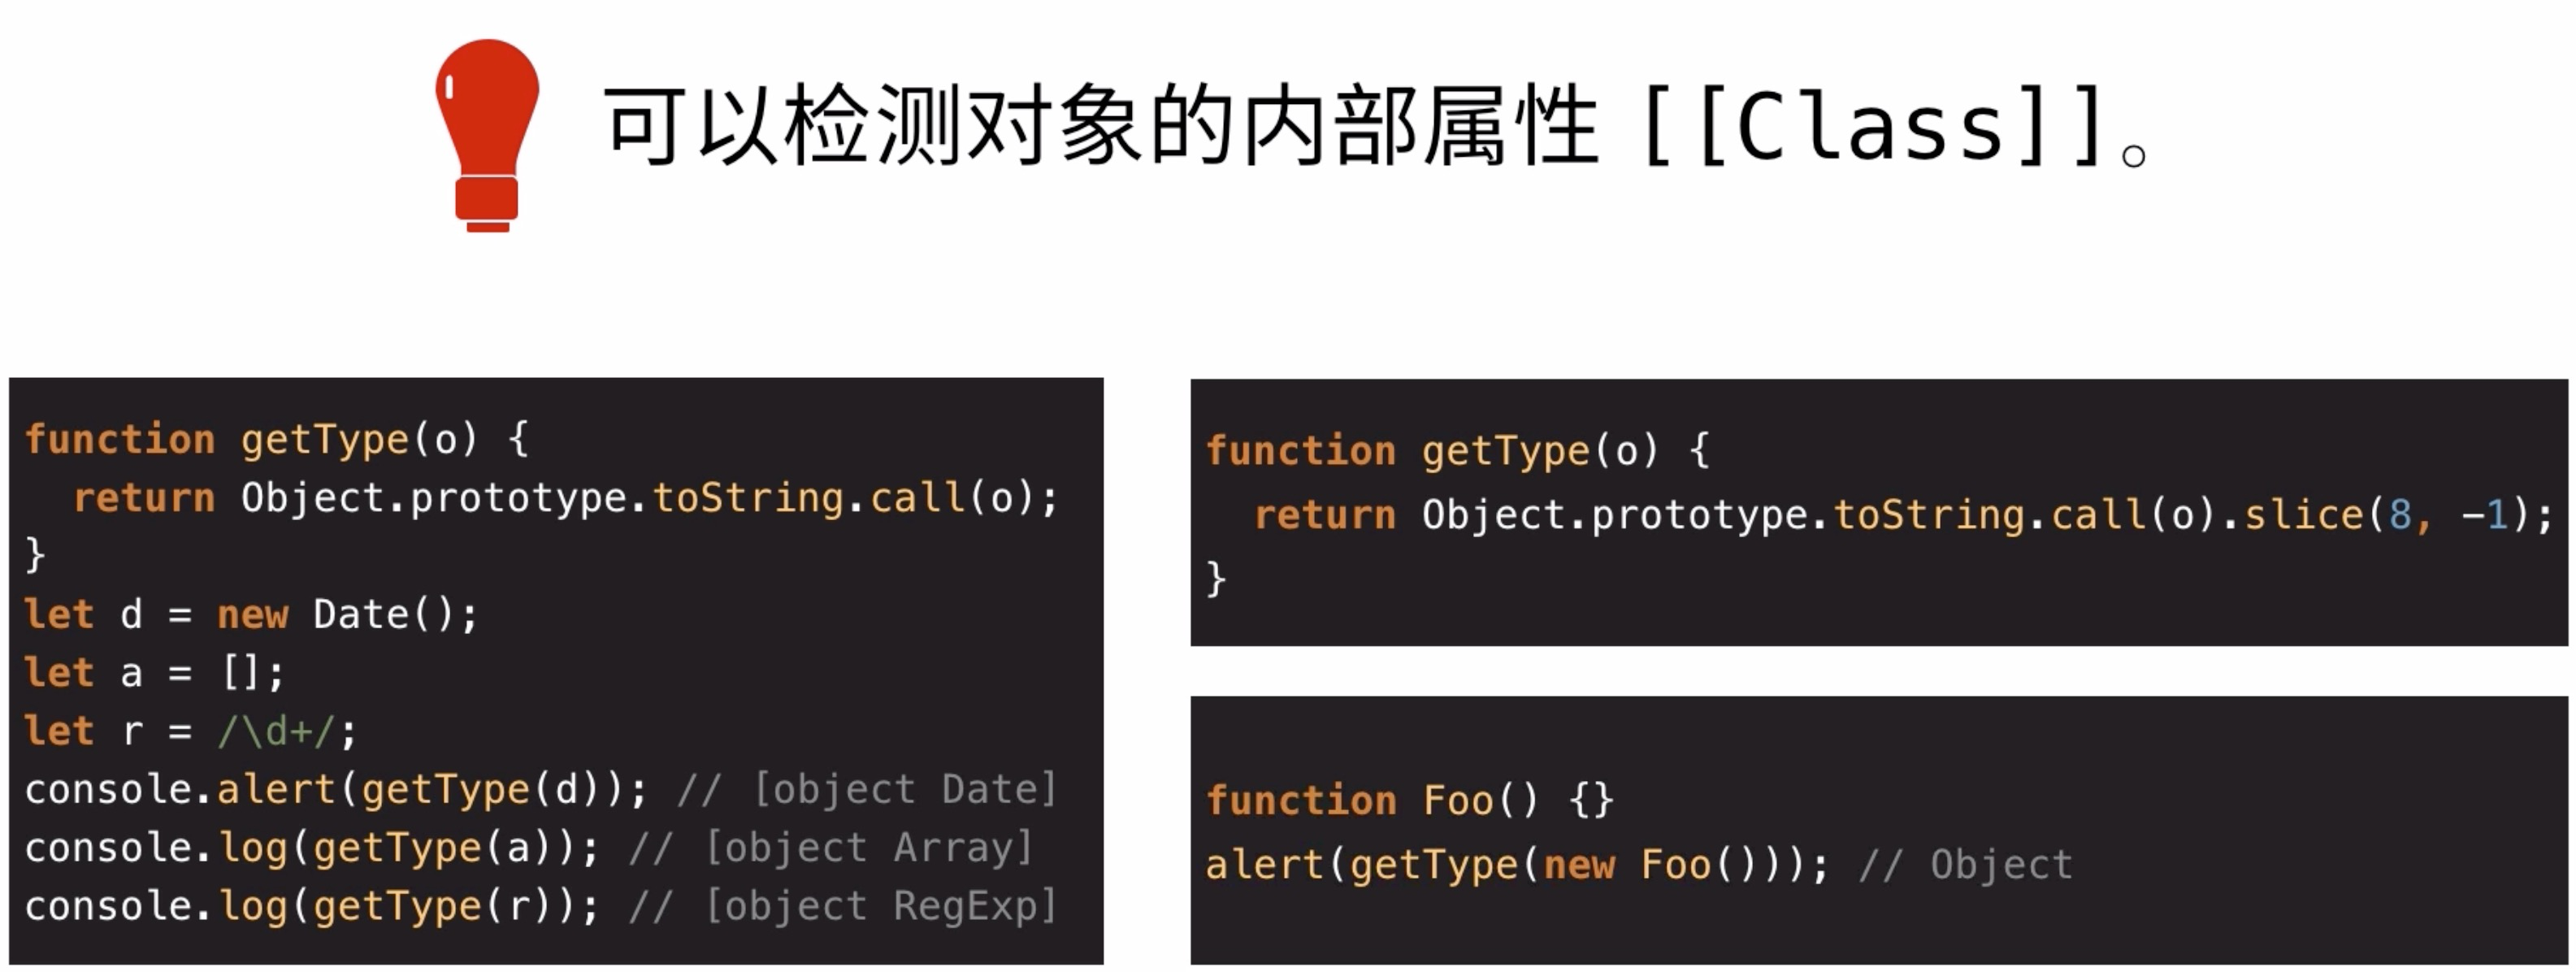 可以检测对象的内部属性 [[Class]]。
function getType(o) {
  return Object.prototype.toString.call(o);
}
let d = new Date();
let a = [];
let r = /\d+/;
console.alert(getType(d)); // [object Date]
console.log(getType(a)); // [object Array]
console.log(getType(r)); // [object RegExp]
function getType(o) {
  return Object.prototype.toString.call(o).slice(8, -1);
}
function Foo() {}
alert(getType(new Foo())); // Object